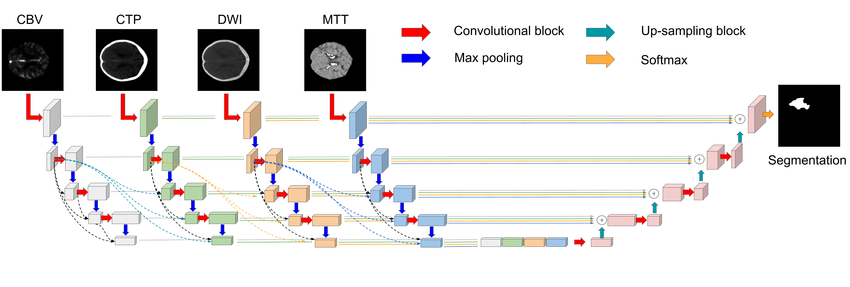 CBV
CTP
DWI
MTT
Convolutional block
Max pooling
Up-sampling block
Softmax
Segmentation